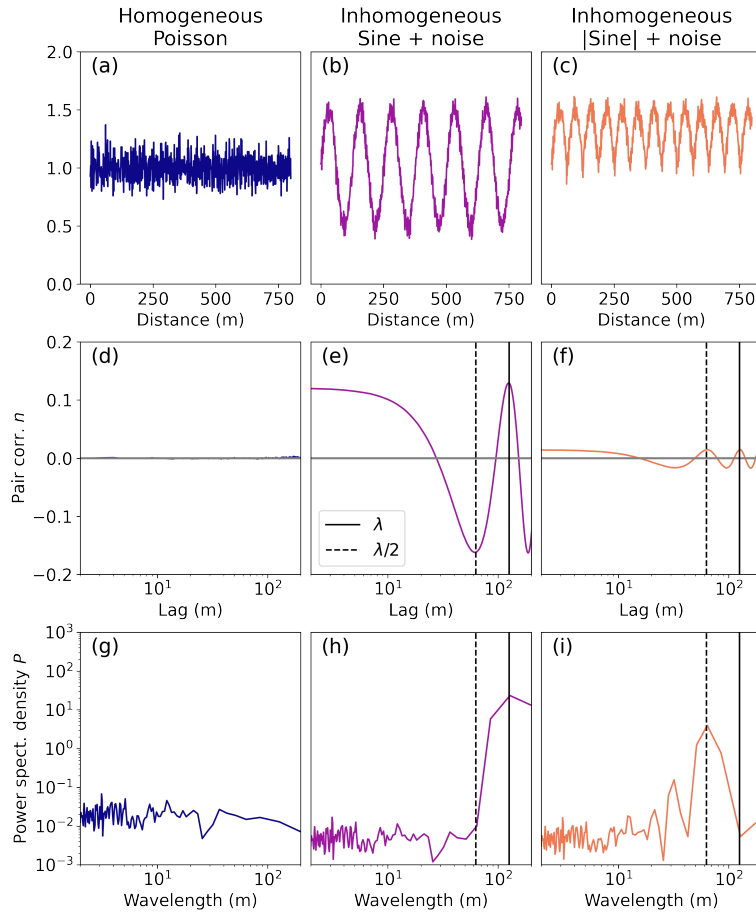 Homogeneous
Poisson
Inhomogeneous
Sine + noise
Inhomogeneous
|Sine| + noise
(a)
(b)
(c)
2.0
1.5
1.0
0.5
0.0
0 250 500 750
0 250 500 750
0 250 500 750
Distance (m)
Distance (m)
Distance (m)
(d)
(e)
(f)
Pair corr. n
0.2
0.1
0.0
−0.1
−0.2
λ
λ/2
10¹ 10²
10¹ 10²
10¹ 10²
Lag (m)
Lag (m)
Lag (m)
(g)
(h)
(i)
Power spect. density P
10³
10²
10¹
10⁰
10⁻¹
10⁻²
10⁻³
10¹ 10²
10¹ 10²
10¹ 10²
Wavelength (m)
Wavelength (m)
Wavelength (m)